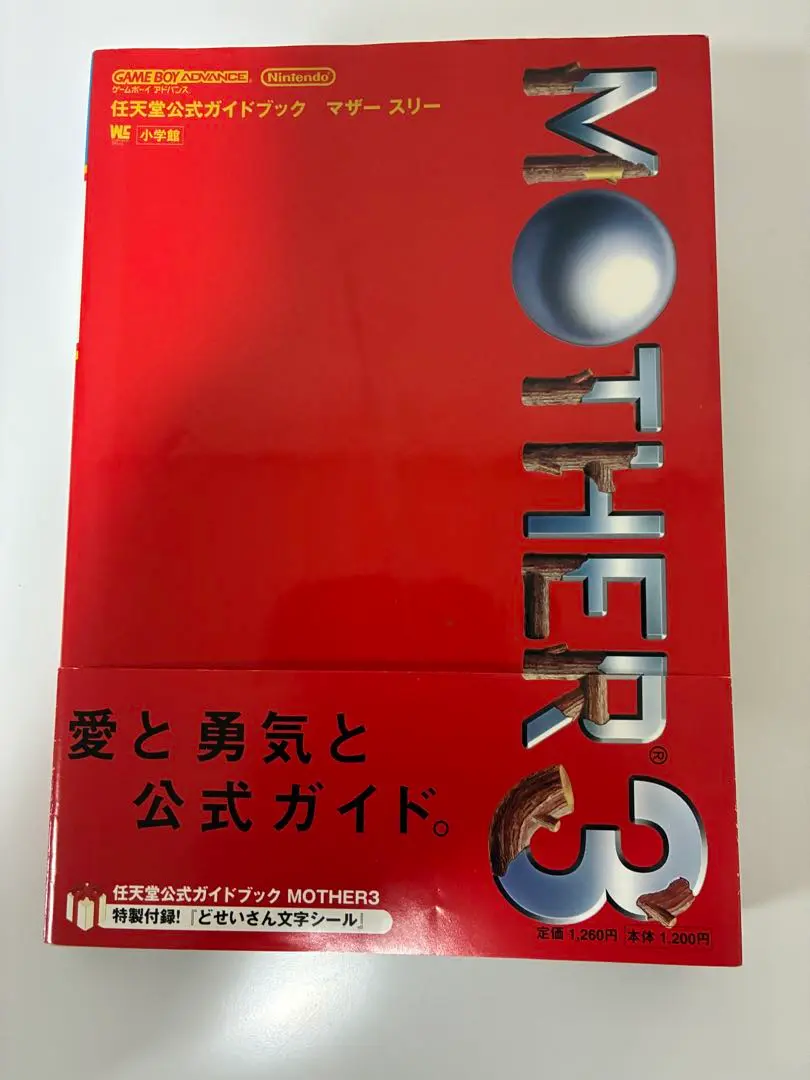 GAME BOY ADVANCE® Nintendo®
ゲームボーイ アドバンス
任天堂公式ガイドブック マザー スリー
小学館
MOTHER3®
愛と勇気と
公式ガイド。
任天堂公式ガイドブック MOTHER3
特製付録!『どせいさん文字シール』
定価 1,260円 本体 1,200円